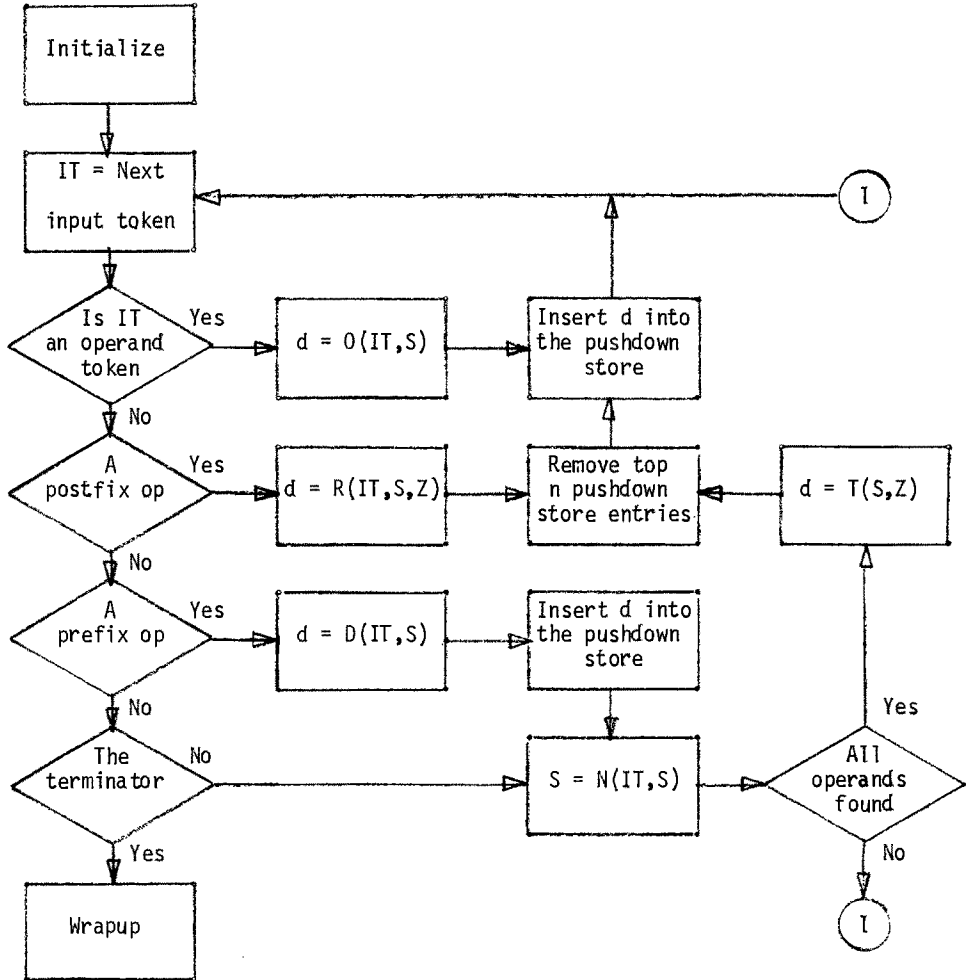 Initialize
IT = Next
input token
I
Is IT
an operand
token
Yes
d = O(IT,S)
Insert d into
the pushdown
store
No
A
postfix op
Yes
d = R(IT,S,Z)
Remove top
n pushdown
store entries
d = T(S,Z)
No
A
prefix op
Yes
d = D(IT,S)
Insert d into
the pushdown
store
No
The
terminator
No
S = N(IT,S)
All
operands
found
Yes
Yes
No
Wrapup
I